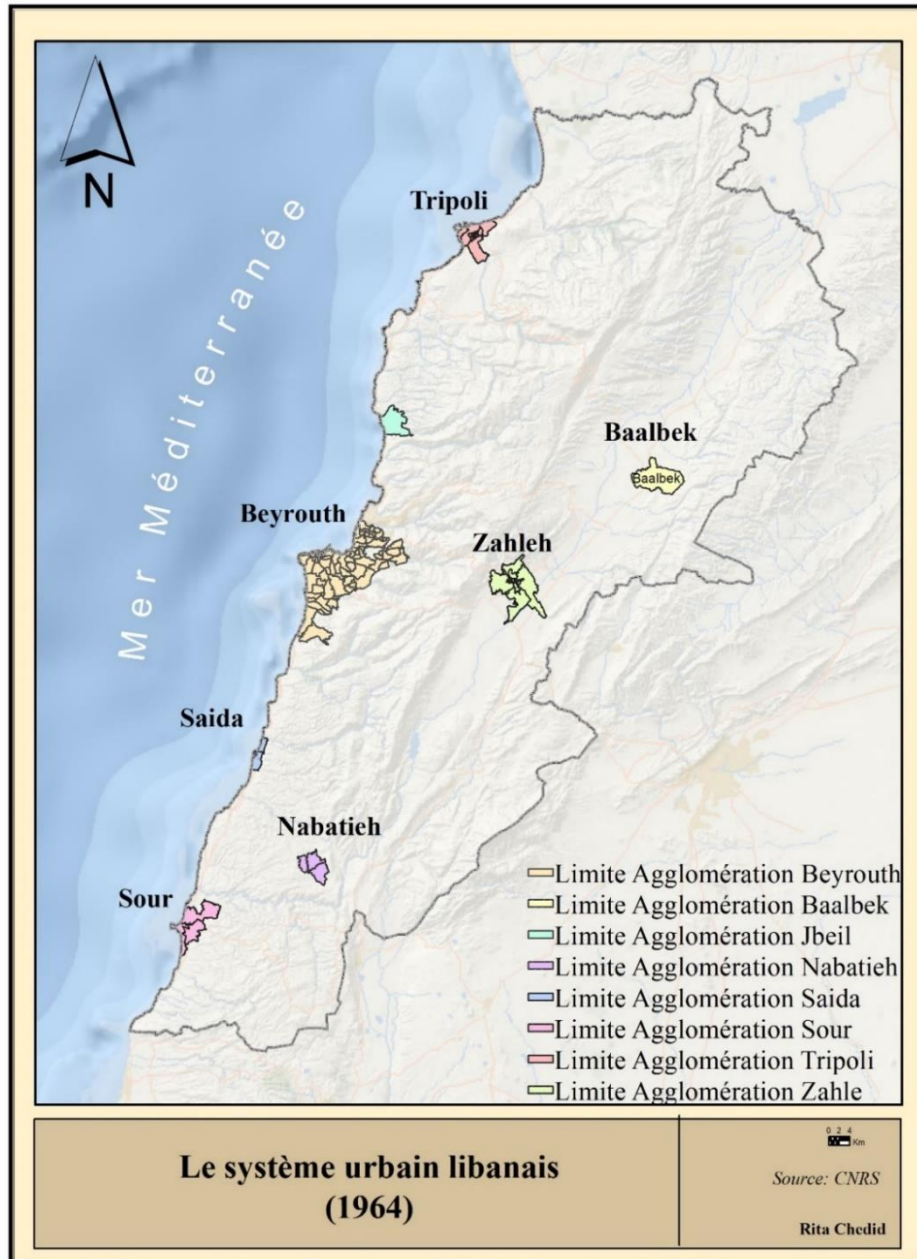 N
Mer Méditerranée
Tripoli
Baalbek
Baalbek
Beyrouth
Zahleh
Saida
Nabatieh
Sour
Limite Agglomération Beyrouth
Limite Agglomération Baalbek
Limite Agglomération Jbeil
Limite Agglomération Nabatieh
Limite Agglomération Saida
Limite Agglomération Sour
Limite Agglomération Tripoli
Limite Agglomération Zahle
Le système urbain libanais
(1964)
0 2 4
Km
Source: CNRS
Rita Chedid